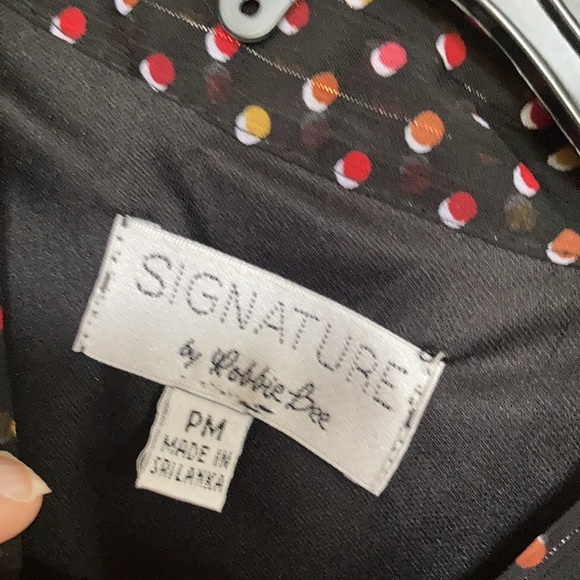 SIGNATURE
by Robbie Bee
PM
MADE IN
SRI LANKA